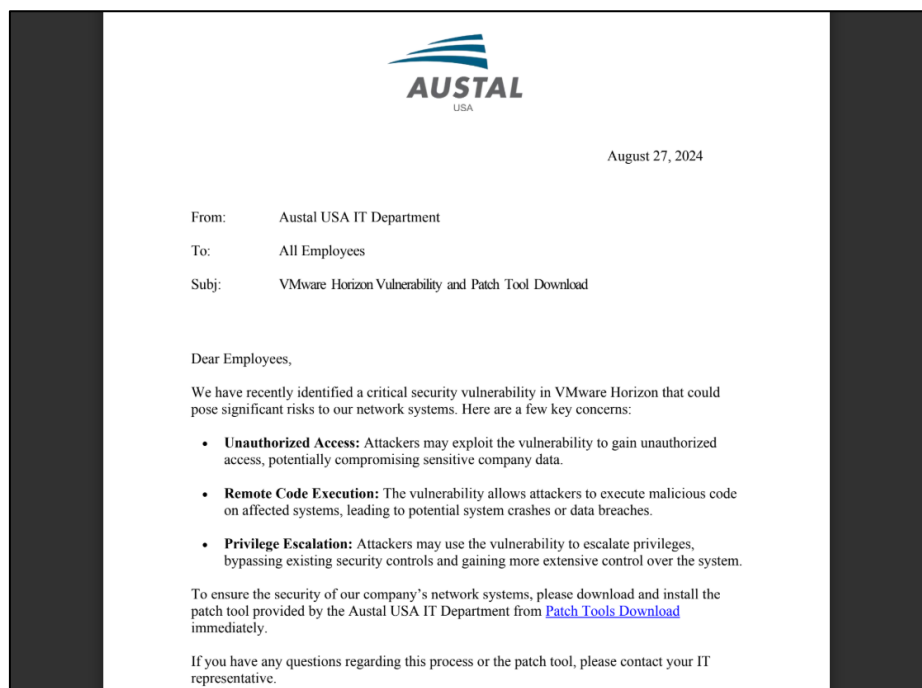 AUSTAL
USA
August 27, 2024
From: Austal USA IT Department
To: All Employees
Subj: VMware Horizon Vulnerability and Patch Tool Download
Dear Employees,
We have recently identified a critical security vulnerability in VMware Horizon that could
pose significant risks to our network systems. Here are a few key concerns:
• Unauthorized Access: Attackers may exploit the vulnerability to gain unauthorized
access, potentially compromising sensitive company data.
• Remote Code Execution: The vulnerability allows attackers to execute malicious code
on affected systems, leading to potential system crashes or data breaches.
• Privilege Escalation: Attackers may use the vulnerability to escalate privileges,
bypassing existing security controls and gaining more extensive control over the system.
To ensure the security of our company’s network systems, please download and install the
patch tool provided by the Austal USA IT Department from Patch Tools Download
immediately.
If you have any questions regarding this process or the patch tool, please contact your IT
representative.